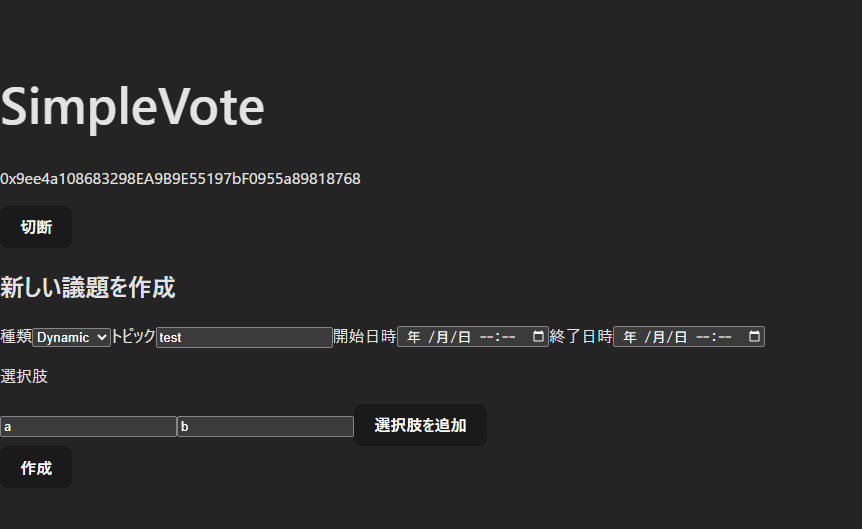 SimpleVote
0x9ee4a108683298EA9B9E55197bF0955a89818768
切断
新しい議題を作成
種類 Dynamic トピック test 開始日時 年 /月/日 --:-- 終了日時 年 /月/日 --:--
選択肢
a b 選択肢を追加
作成